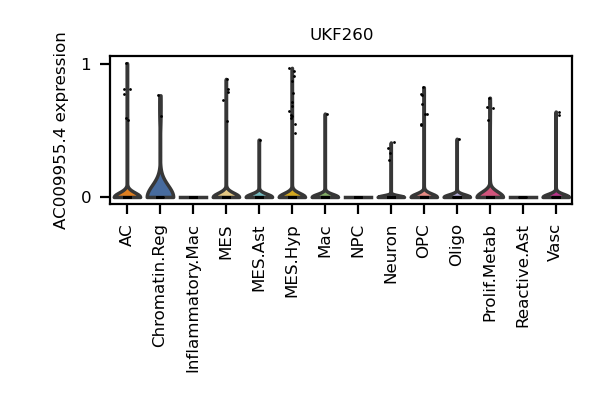 UKF260
AC009955.4 expression
1
0
AC
Chromatin.Reg
Inflammatory.Mac
MES
MES.Ast
MES.Hyp
Mac
NPC
Neuron
OPC
Oligo
Prolif.Metab
Reactive.Ast
Vasc